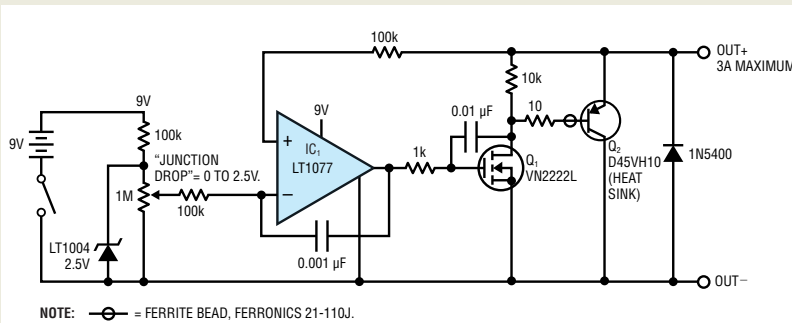 100k
OUT+
3A MAXIMUM
10k
9V
0.01 µF
10
9V
9V
100k
+
IC1
LT1077
1k
Q1
VN2222L
Q2
D45VH10
(HEAT
SINK)
1N5400
"JUNCTION
DROP"= 0 TO 2.5V.
1M
100k
−
LT1004
2.5V
0.001 µF
OUT−
NOTE: = FERRITE BEAD, FERRONICS 21-110J.